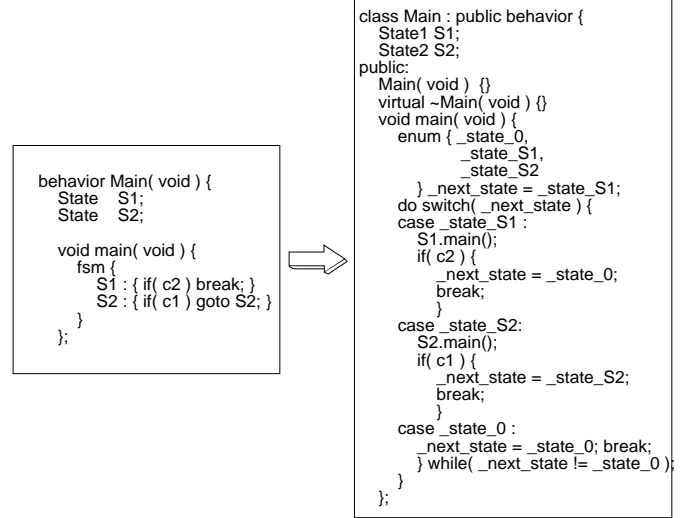 behavior Main( void ) {
State S1;
State S2;
void main( void ) {
fsm {
S1 : { if( c2 ) break; }
S2 : { if( c1 ) goto S2; }
}
};
class Main : public behavior {
State1 S1;
State2 S2;
public:
Main( void ) {}
virtual ~Main( void ) {}
void main( void ) {
enum { _state_0,
_state_S1,
_state_S2
} _next_state = _state_S1;
do switch( _next_state ) {
case _state_S1 :
S1.main();
if( c2 ) {
_next_state = _state_0;
break;
}
case _state_S2:
S2.main();
if( c1 ) {
_next_state = _state_S2;
break;
}
case _state_0 :
_next_state = _state_0; break;
} while( _next_state != _state_0 );
}
};